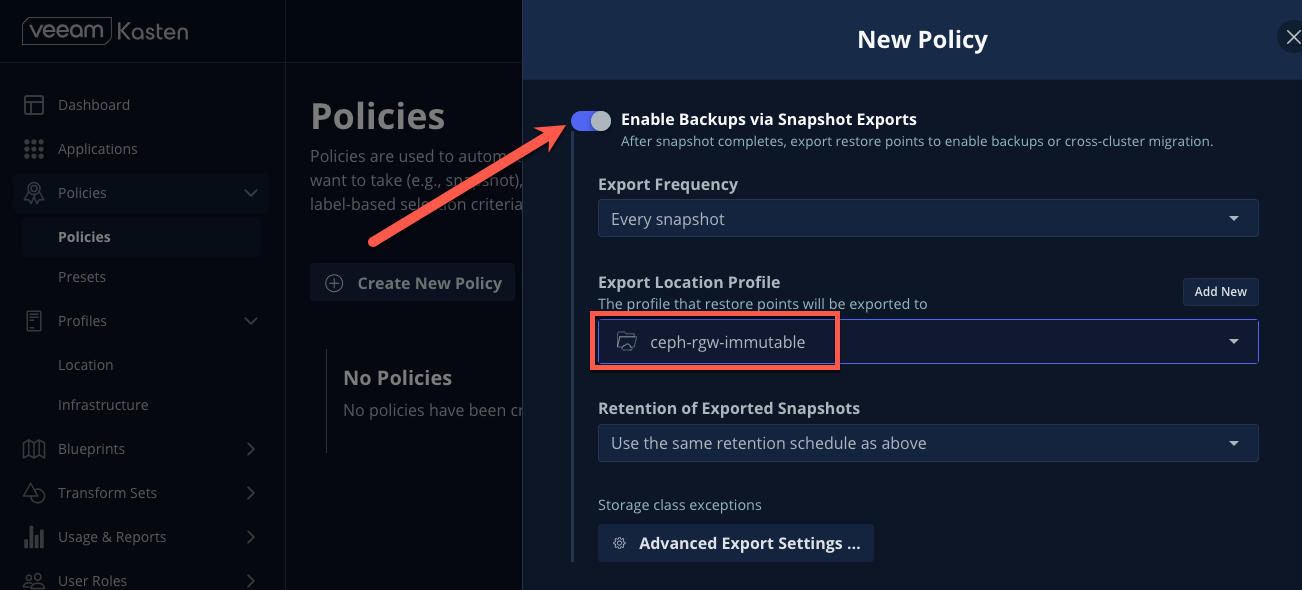 veeam Kasten
Dashboard
Applications
Policies
Policies
Presets
Profiles
Location
Infrastructure
Blueprints
Transform Sets
Usage & Reports
User Roles
Policies
Policies are used to autom
want to take (e.g., snapshot),
label-based selection criteria
Create New Policy
No Policies
No policies have been cr
New Policy
Enable Backups via Snapshot Exports
After snapshot completes, export restore points to enable backups or cross-cluster migration.
Export Frequency
Every snapshot
Export Location Profile
The profile that restore points will be exported to
Add New
ceph-rgw-immutable
Retention of Exported Snapshots
Use the same retention schedule as above
Storage class exceptions
Advanced Export Settings ...